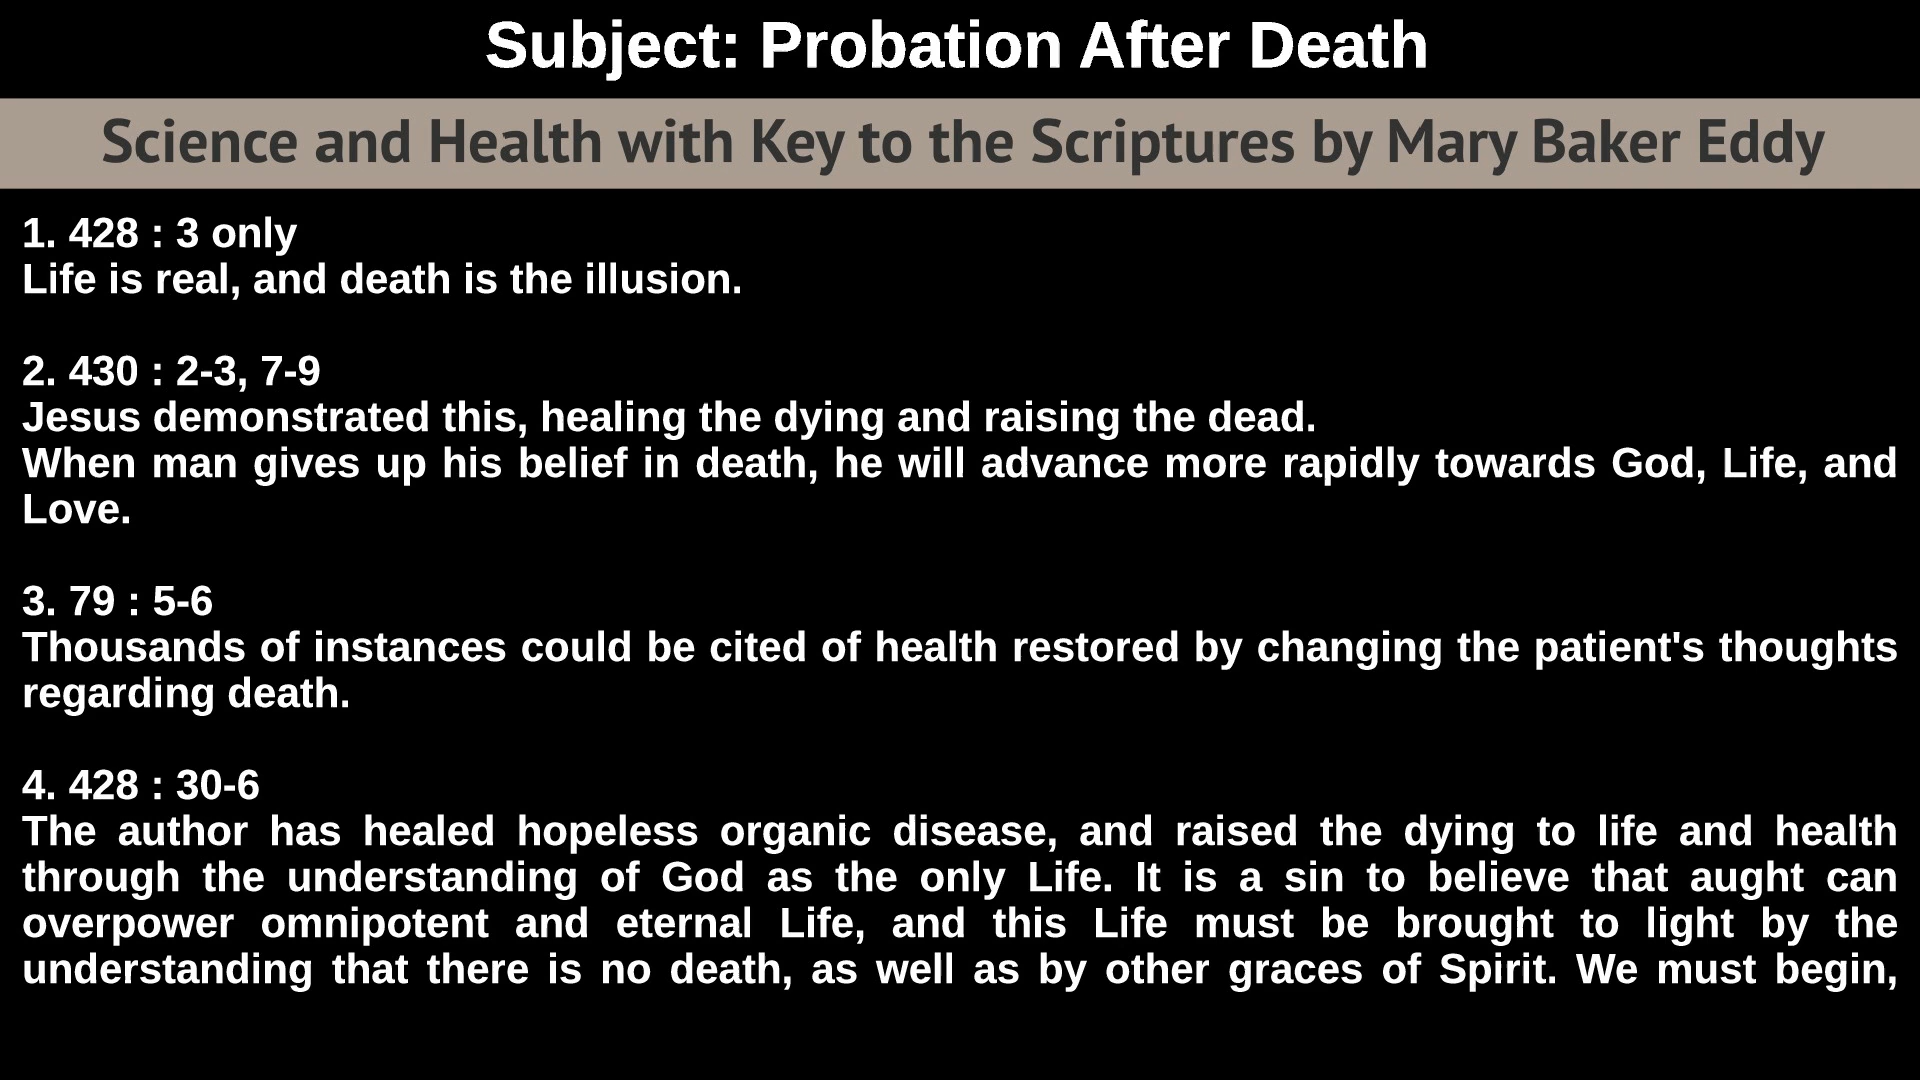 Subject: Probation After Death
Science and Health with Key to the Scriptures by Mary Baker Eddy
1. 428 : 3 only
Life is real, and death is the illusion.
2. 430 : 2-3, 7-9
Jesus demonstrated this, healing the dying and raising the dead.
When man gives up his belief in death, he will advance more rapidly towards God, Life, and
Love.
3. 79 : 5-6
Thousands of instances could be cited of health restored by changing the patient's thoughts
regarding death.
4. 428 : 30-6
The author has healed hopeless organic disease, and raised the dying to life and health
through the understanding of God as the only Life. It is a sin to believe that aught can
overpower omnipotent and eternal Life, and this Life must be brought to light by the
understanding that there is no death, as well as by other graces of Spirit. We must begin,